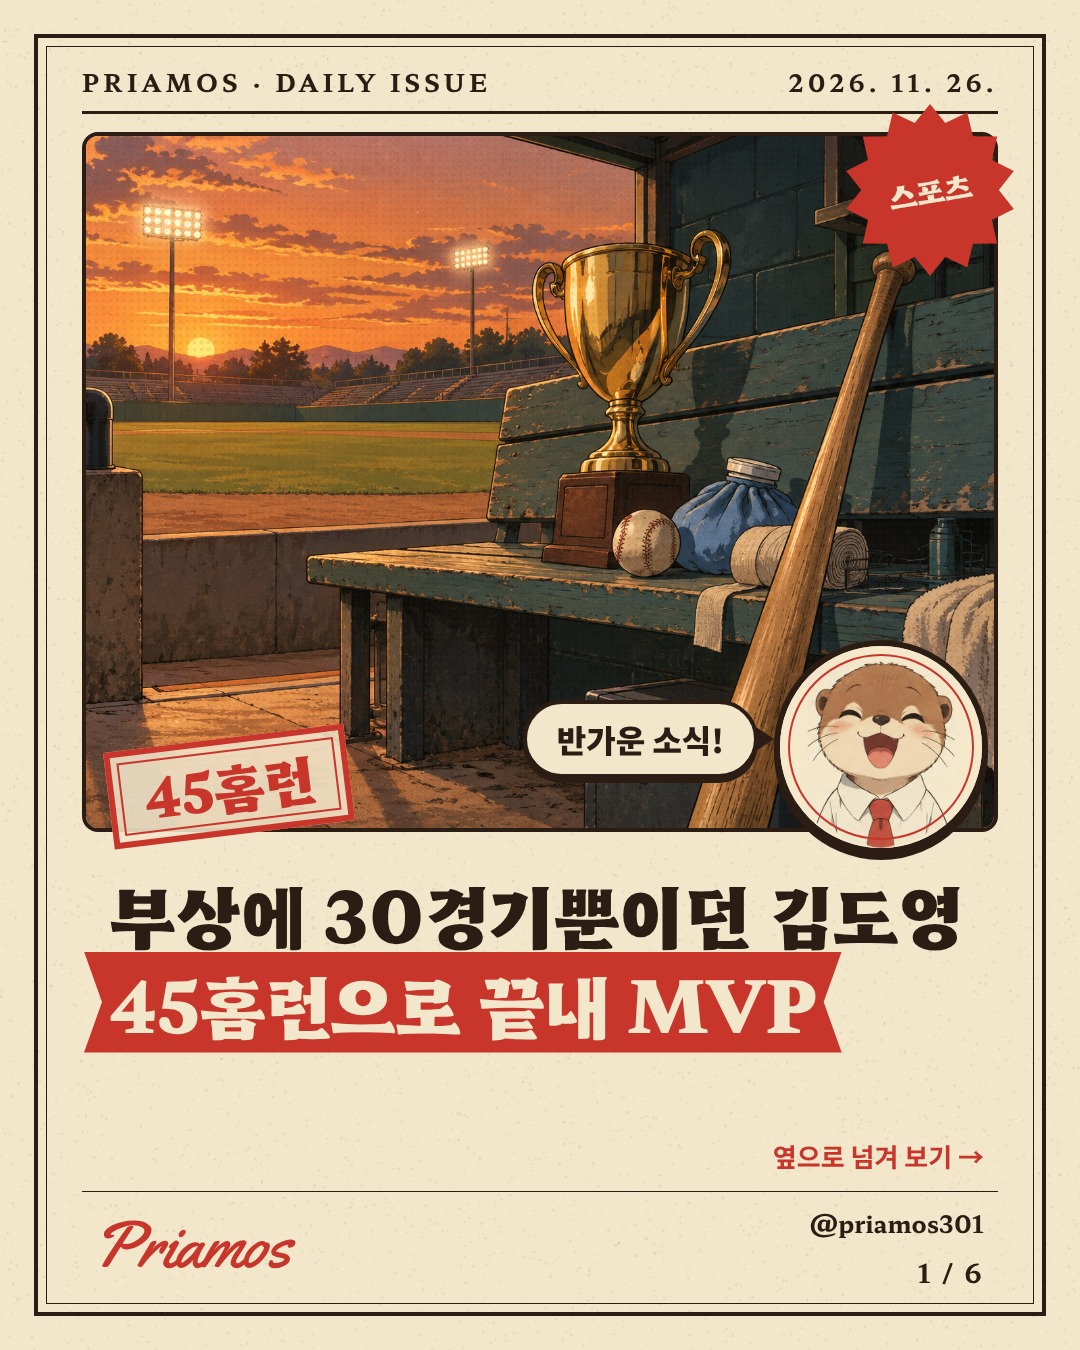 PRIAMOS · DAILY ISSUE
2026. 11. 26.
스포츠
반가운 소식!
45홈런
부상에 30경기뿐이던 김도영
45홈런으로 끝내 MVP
옆으로 넘겨 보기 →
Priamos
@priamos301
1 / 6